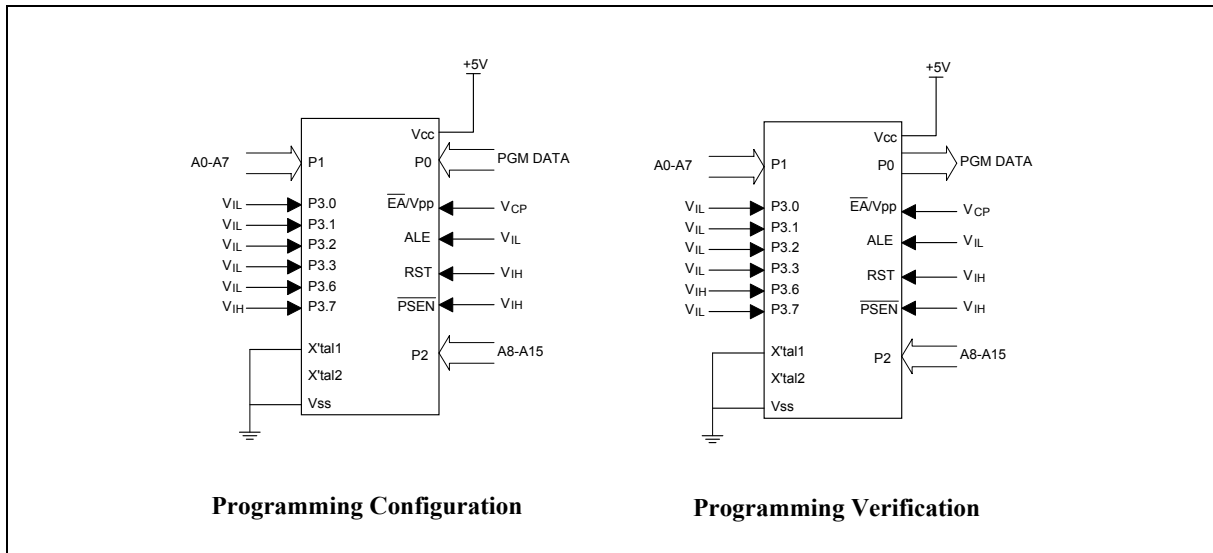 +5V
Vcc
A0-A7
P1
P0
PGM DATA
VIL
P3.0
EA/Vpp
VCP
VIL
P3.1
VIL
P3.2
ALE
VIL
VIL
P3.3
RST
VIH
VIL
P3.6
VIH
P3.7
PSEN
VIH
X'tal1
P2
A8-A15
X'tal2
Vss
Programming Configuration
+5V
Vcc
A0-A7
P1
P0
PGM DATA
VIL
P3.0
EA/Vpp
VCP
VIL
P3.1
VIL
P3.2
ALE
VIL
VIL
P3.3
RST
VIH
VIH
P3.6
VIL
P3.7
PSEN
VIH
X'tal1
P2
A8-A15
X'tal2
Vss
Programming Verification